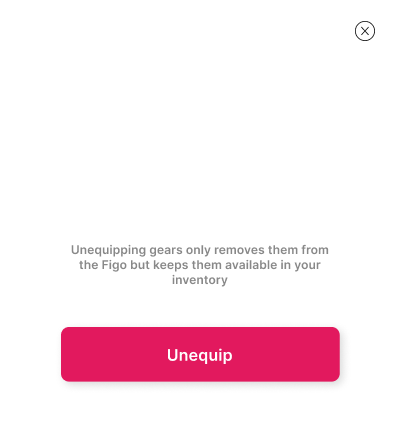 Unequipping gears only removes them from
the Figo but keeps them available in your
inventory
Unequip